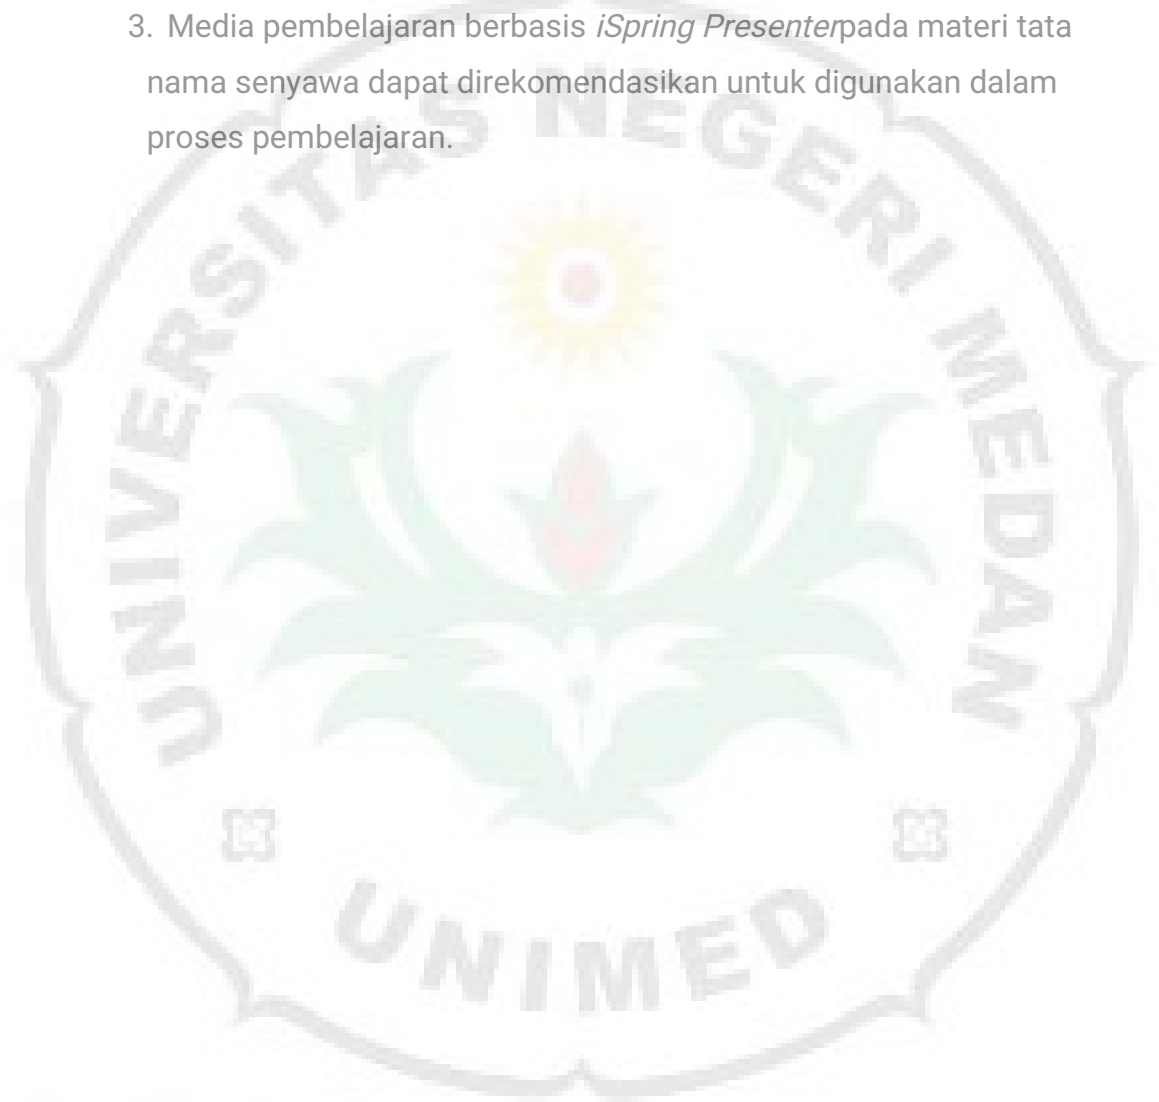 3. Media pembelajaran berbasis iSpring Presenterpada materi tata
nama senyawa dapat direkomendasikan untuk digunakan dalam
proses pembelajaran.
UNIVERSITAS NEGERI MEDAN
UNIMED